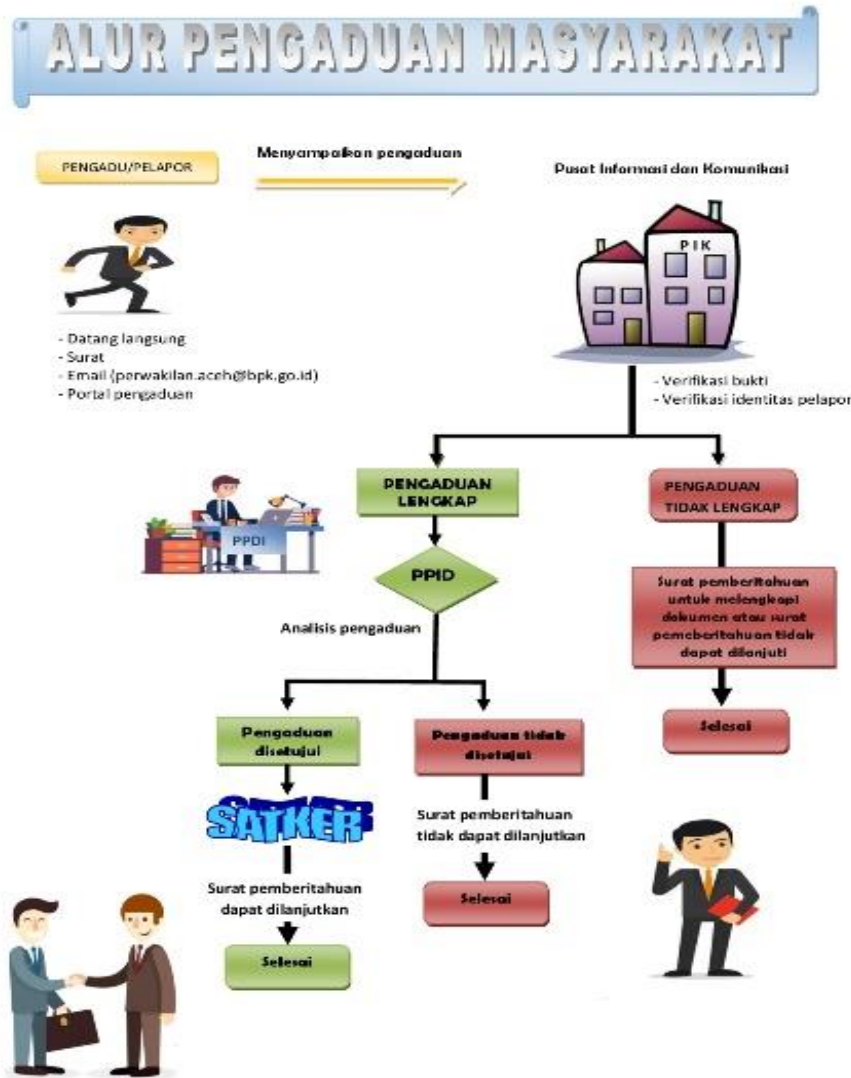 ALUR PENGADUAN MASYARAKAT
PENGADU/PELAPOR
Menyampaikan pengaduan
Pusat Informasi dan Komunikasi
PIK
- Datang langsung
- Surat
- Email (perwakilan.aceh@bpk.go.id)
- Portal pengaduan
- Verifikasi bukti
- Verifikasi identitas pelapor
PENGADUAN
LENGKAP
PENGADUAN
TIDAK LENGKAP
PPDI
PPID
Surat pemberitahuan
untuk melengkapi
dokumen atau surat
pemeberitahuan tidak
dapat dilanjuti
Analisis pengaduan
Pengaduan
disetujui
Pengaduan tidak
disetujui
Selesai
SATKER
Surat pemberitahuan
tidak dapat dilanjutkan
Surat pemberitahuan
dapat dilanjutkan
Selesai
Selesai